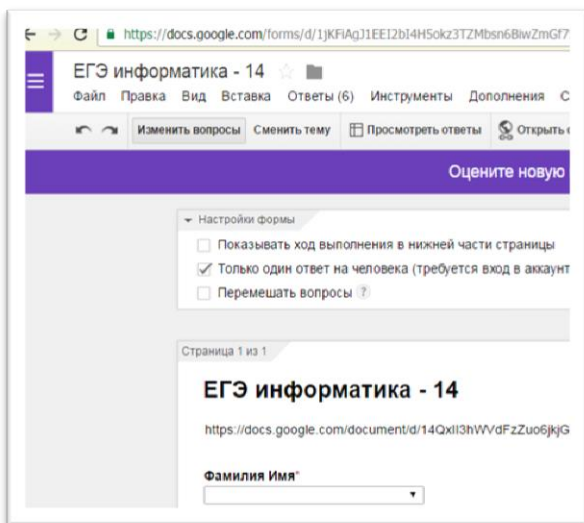 https://docs.google.com/forms/d/1jKFiAgJ1EEI2bI4H5okz3TZMbsn6BiwZmGf7
ЕГЭ информатика - 14
Файл Правка Вид Вставка Ответы (6) Инструменты Дополнения С
Изменить вопросы Сменить тему Просмотреть ответы Открыть
Оцените новую
Настройки формы
Показывать ход выполнения в нижней части страницы
Только один ответ на человека (требуется вход в аккаунт
Перемешать вопросы ?
Страница 1 из 1
ЕГЭ информатика - 14
https://docs.google.com/document/d/14QxII3hWVdFzZuo6jkjG
Фамилия Имя*